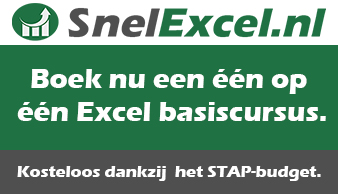 SnelExcel.nl
Boek nu een één op
één Excel basiscursus.
Kosteloos dankzij het STAP-budget.